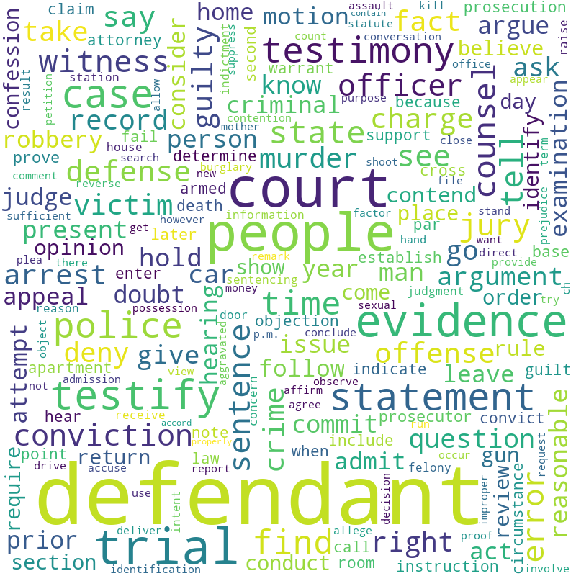 claim
home
motion
assault
kill
contain
statute
prosecution
say
attorney
count
conversation
argue
raise
take
fact
confession
result
station
petition
allow
witness
consider
guilty
indictment
suppress
second
testimony
office
purpose
appear
believe
ask
case
record
criminal
know
warrant
officer
because
day
counsel
tell
identify
examination
robbery
person
contention
state
charge
support
prove
fail
house
mother
search
determine
burglary
shoot
close
cross
file
see
comment
reverse
defense
new
murder
contend
term
judge
sufficient
however
victim
armed
death
court
factor
place
stand
prejudice
present
get
later
information
people
hand
par
jury
want
direct
provide
opinion
plea
there
remark
establish
go
base
hold
car
show
year
man
argument
arrest
enter
sentencing
come
sexual
judgment
order
try
ch
appeal
reason
doubt
money
time
object
possession
door
objection
conclude
p.m.
evidence
police
hearing
issue
offense
rule
attempt
deny
give
aggravated
concern
follow
indicate
guilt
apartment
view
leave
not
admission
observe
affirm
statement
testify
sentence
agree
prosecutor
convict
hear
receive
crime
commit
run
reasonable
conviction
accord
note
property
include
question
occur
request
point
return
law
when
admit
gun
felony
circumstance
require
drive
accuse
report
decision
improper
review
error
use
defendant
intent
proof
prior
deliver
trial
find
allege
call
right
act
section
identification
conduct
room
instruction
involve